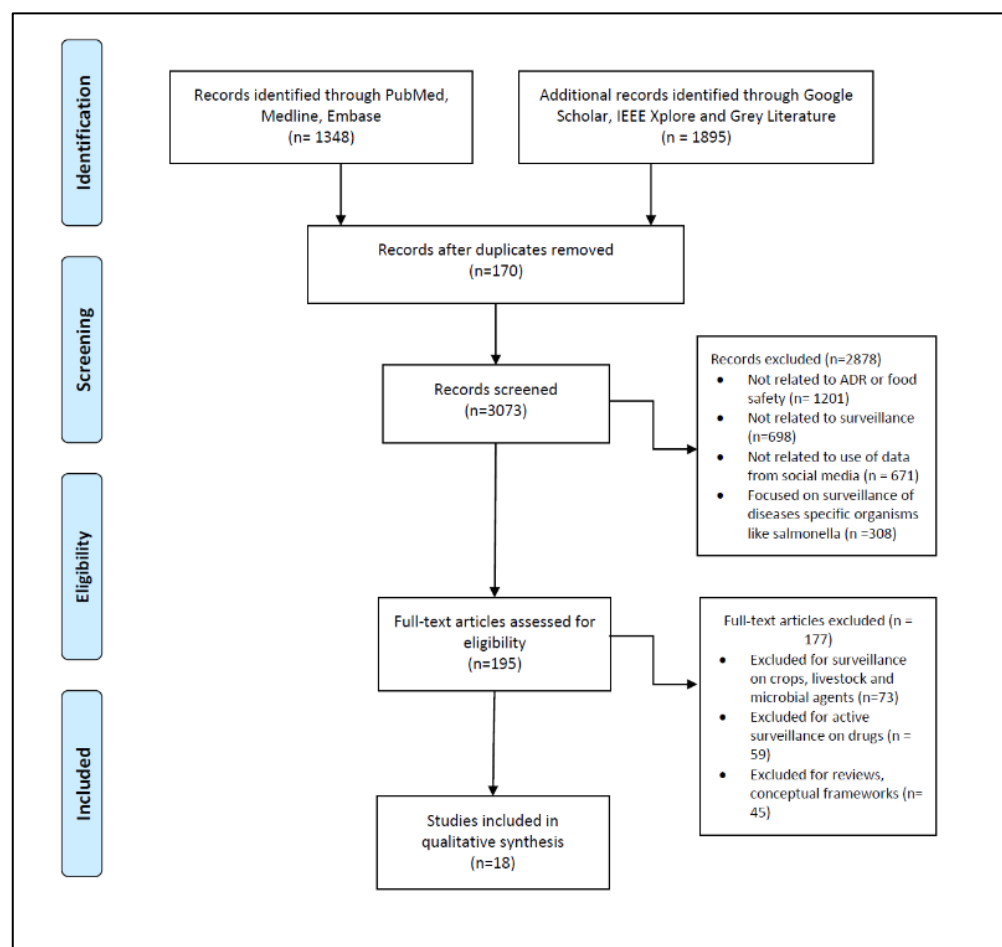 Identification
Records identified through PubMed,
Medline, Embase
(n= 1348)
Additional records identified through Google
Scholar, IEEE Xplore and Grey Literature
n = 1895)
Records after duplicates removed
(n=170)
Screening
Records screened
(n=3073)
Records excluded (n=2878)
• Not related to ADR or food
safety (n= 1201)
• Not related to surveillance
(n=698)
• Not related to use of data
from social media (n = 671)
• Focused on surveillance of
diseases specific organisms
like salmonella (n =308)
Eligibility
Full-text articles assessed for
eligibility
(n=195)
Full-text articles excluded (n =
177)
• Excluded for surveillance
on crops, livestock and
microbial agents (n=73)
• Excluded for active
surveillance on drugs (n =
59)
• Excluded for reviews,
conceptual frameworks (n=
45)
Included
Studies included in
qualitative synthesis
(n=18)